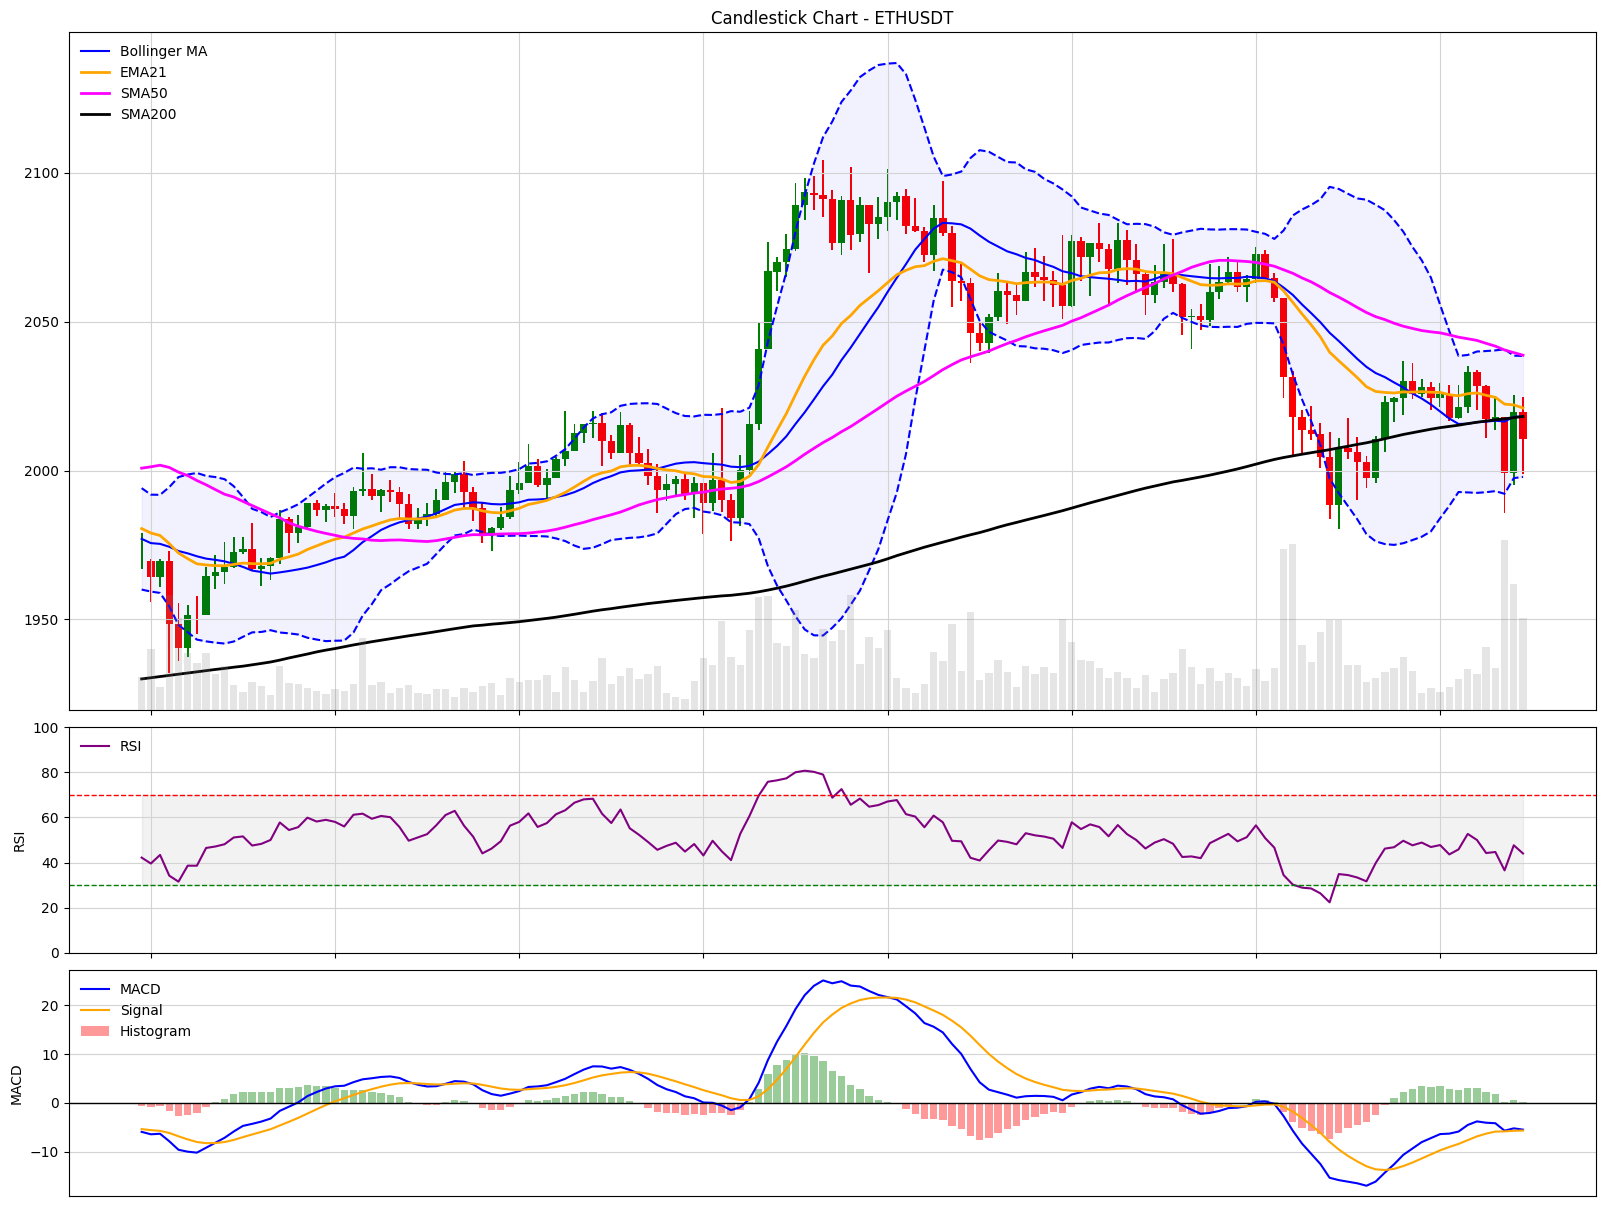 Candlestick Chart - ETHUSDT
Bollinger MA
EMA21
SMA50
SMA200
2100
2050
2000
1950
RSI
RSI
100
80
60
40
20
0
MACD
Signal
Histogram
MACD
20
10
0
−10